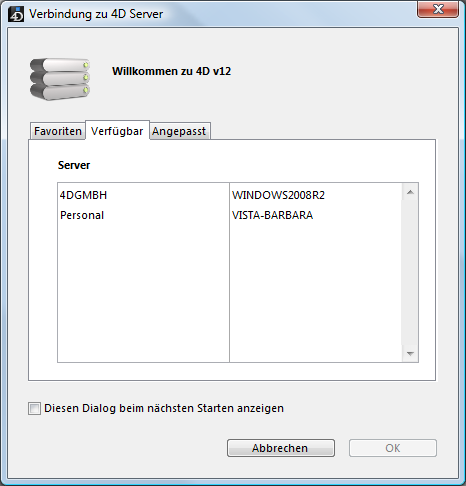 Verbindung zu 4D Server
Willkommen zu 4D v12
Favoriten Verfügbar Angepasst
Server
4DGMBH WINDOWS2008R2
Personal VISTA-BARBARA
Diesen Dialog beim nächsten Starten anzeigen
Abbrechen OK